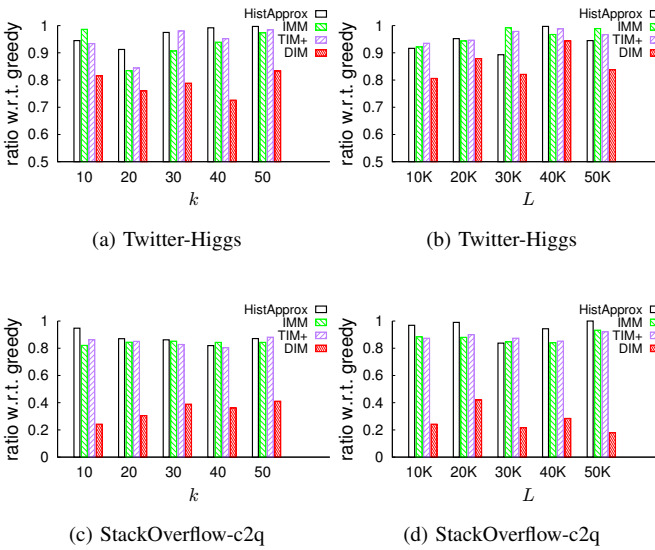 HistApprox
IMM
TIM+
DIM
ratio w.r.t. greedy
1
0.9
0.8
0.7
0.6
0.5
10 20 30 40 50
k
(a) Twitter-Higgs
HistApprox
IMM
TIM+
DIM
ratio w.r.t. greedy
1
0.9
0.8
0.7
0.6
0.5
10K 20K 30K 40K 50K
L
(b) Twitter-Higgs
HistApprox
IMM
TIM+
DIM
ratio w.r.t. greedy
1
0.8
0.6
0.4
0.2
0
10 20 30 40 50
k
(c) StackOverflow-c2q
HistApprox
IMM
TIM+
DIM
ratio w.r.t. greedy
1
0.8
0.6
0.4
0.2
0
10K 20K 30K 40K 50K
L
(d) StackOverflow-c2q